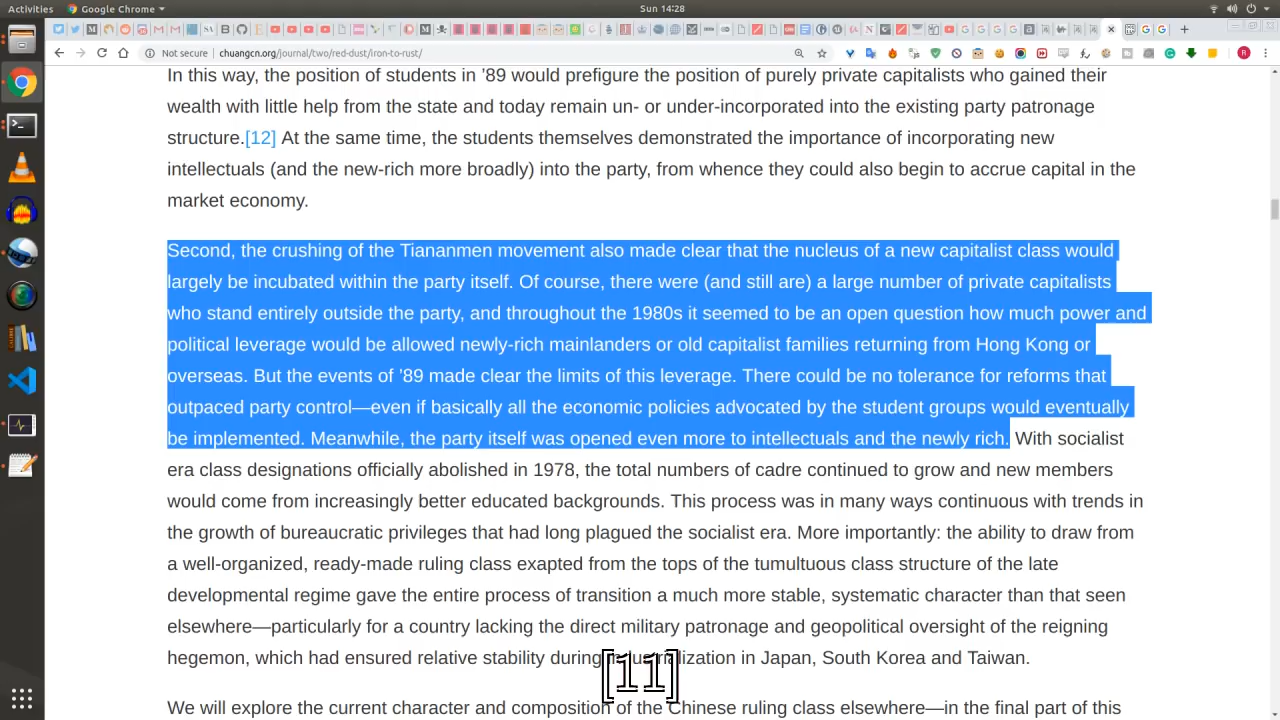 Activities
Google Chrome
Sun 14:28
Not secure
chuangcn.org/journal/two/red-dust/iron-to-rust/
In this way, the position of students in ’89 would prefigure the position of purely private capitalists who gained their
wealth with little help from the state and today remain un- or under-incorporated into the existing party patronage
structure.[12] At the same time, the students themselves demonstrated the importance of incorporating new
intellectuals (and the new-rich more broadly) into the party, from whence they could also begin to accrue capital in the
market economy.
Second, the crushing of the Tiananmen movement also made clear that the nucleus of a new capitalist class would
largely be incubated within the party itself. Of course, there were (and still are) a large number of private capitalists
who stand entirely outside the party, and throughout the 1980s it seemed to be an open question how much power and
political leverage would be allowed newly-rich mainlanders or old capitalist families returning from Hong Kong or
overseas. But the events of ’89 made clear the limits of this leverage. There could be no tolerance for reforms that
outpaced party control—even if basically all the economic policies advocated by the student groups would eventually
be implemented. Meanwhile, the party itself was opened even more to intellectuals and the newly rich. With socialist
era class designations officially abolished in 1978, the total numbers of cadre continued to grow and new members
would come from increasingly better educated backgrounds. This process was in many ways continuous with trends in
the growth of bureaucratic privileges that had long plagued the socialist era. More importantly: the ability to draw from
a well-organized, ready-made ruling class exapted from the tops of the tumultuous class structure of the late
developmental regime gave the entire process of transition a much more stable, systematic character than that seen
elsewhere—particularly for a country lacking the direct military patronage and geopolitical oversight of the reigning
hegemon, which had ensured relative stability during industrialization in Japan, South Korea and Taiwan.
[11]
We will explore the current character and composition of the Chinese ruling class elsewhere—in the final part of this